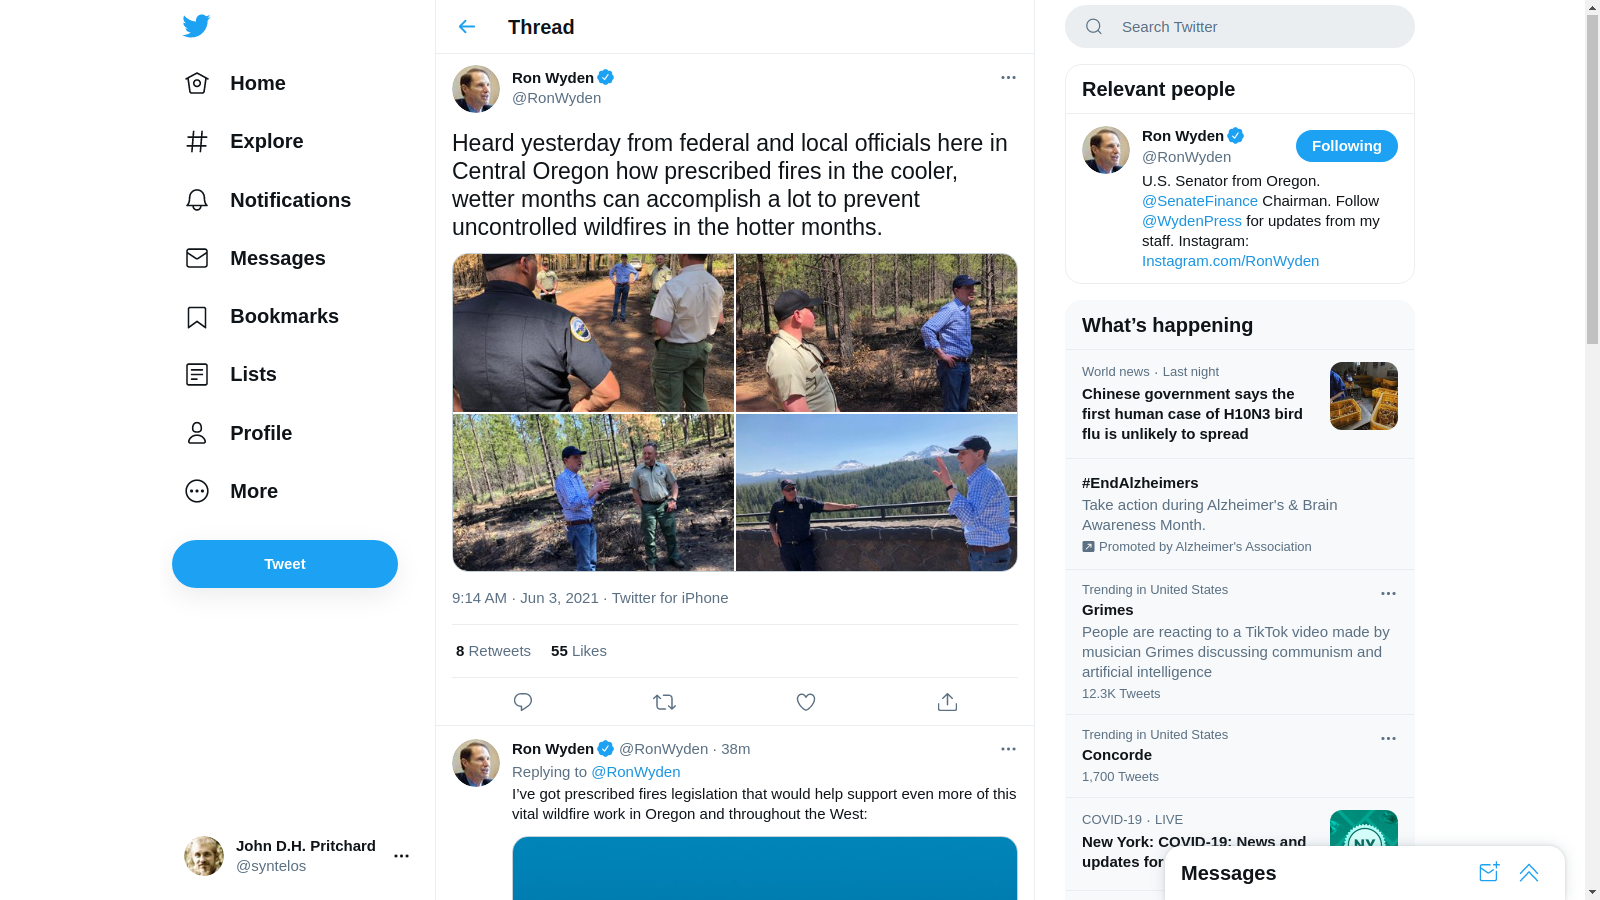 Home
Explore
Notifications
Messages
Bookmarks
Lists
Profile
More
Tweet
John D.H. Pritchard
@syntelos
Thread
Ron Wyden
@RonWyden
Heard yesterday from federal and local officials here in
Central Oregon how prescribed fires in the cooler,
wetter months can accomplish a lot to prevent
uncontrolled wildfires in the hotter months.
9:14 AM · Jun 3, 2021 · Twitter for iPhone
8 Retweets 55 Likes
Ron Wyden @RonWyden · 38m
Replying to @RonWyden
I've got prescribed fires legislation that would help support even more of this
vital wildfire work in Oregon and throughout the West:
Search Twitter
Relevant people
Ron Wyden
@RonWyden
Following
U.S. Senator from Oregon.
@SenateFinance Chairman. Follow
@WydenPress for updates from my
staff. Instagram:
Instagram.com/RonWyden
What's happening
World news · Last night
Chinese government says the
first human case of H10N3 bird
flu is unlikely to spread
#EndAlzheimers
Take action during Alzheimer's & Brain
Awareness Month.
Promoted by Alzheimer's Association
Trending in United States
Grimes
People are reacting to a TikTok video made by
musician Grimes discussing communism and
artificial intelligence
12.3K Tweets
Trending in United States
Concorde
1,700 Tweets
COVID-19 · LIVE
New York: COVID-19: News and
updates for
NY
Messages